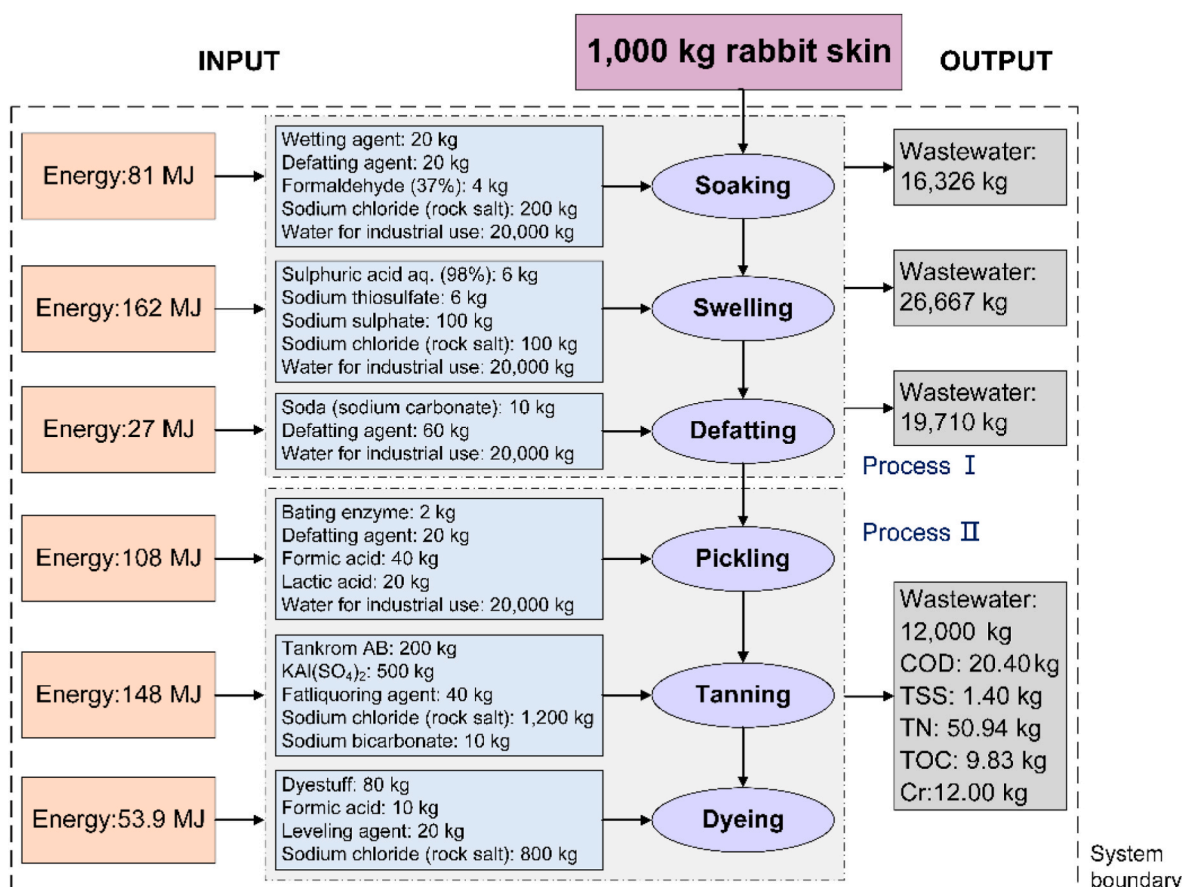 INPUT
1,000 kg rabbit skin
OUTPUT
Energy:81 MJ
Wetting agent: 20 kg
Defatting agent: 20 kg
Formaldehyde (37%): 4 kg
Sodium chloride (rock salt): 200 kg
Water for industrial use: 20,000 kg
Soaking
Wastewater:
16,326 kg
Energy:162 MJ
Sulphuric acid aq. (98%): 6 kg
Sodium thiosulfate: 6 kg
Sodium sulphate: 100 kg
Sodium chloride (rock salt): 100 kg
Water for industrial use: 20,000 kg
Swelling
Wastewater:
26,667 kg
Energy:27 MJ
Soda (sodium carbonate): 10 kg
Defatting agent: 60 kg
Water for industrial use: 20,000 kg
Defatting
Wastewater:
19,710 kg
Process Ⅰ
Process Ⅱ
Energy:108 MJ
Bating enzyme: 2 kg
Defatting agent: 20 kg
Formic acid: 40 kg
Lactic acid: 20 kg
Water for industrial use: 20,000 kg
Pickling
Energy:148 MJ
Tankrom AB: 200 kg
KAl(SO₄)₂: 500 kg
Fatliquoring agent: 40 kg
Sodium chloride (rock salt): 1,200 kg
Sodium bicarbonate: 10 kg
Tanning
Wastewater:
12,000 kg
COD: 20.40 kg
TSS: 1.40 kg
TN: 50.94 kg
TOC: 9.83 kg
Cr:12.00 kg
Energy:53.9 MJ
Dyestuff: 80 kg
Formic acid: 10 kg
Leveling agent: 20 kg
Sodium chloride (rock salt): 800 kg
Dyeing
System
boundary